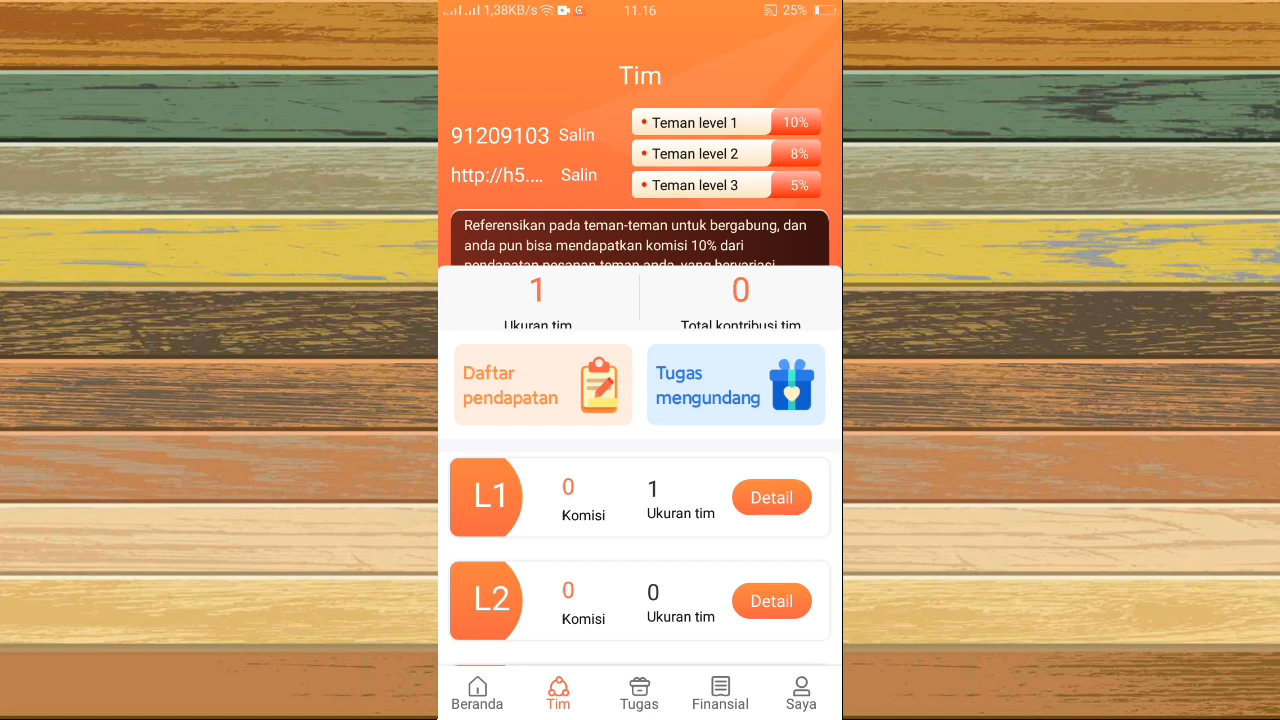 1,38KB/s
11.16
25%
Tim
91209103 Salin
http://h5.... Salin
Teman level 1 10%
Teman level 2 8%
Teman level 3 5%
Referensikan pada teman-teman untuk bergabung, dan
anda pun bisa mendapatkan komisi 10% dari
pendapatan pesanan teman anda, yang bervariasi
1
Ukuran tim
0
Total kontribusi tim
Daftar
pendapatan
Tugas
mengundang
L1
0
Komisi
1
Ukuran tim
Detail
L2
0
Komisi
0
Ukuran tim
Detail
Beranda
Tim
Tugas
Finansial
Saya